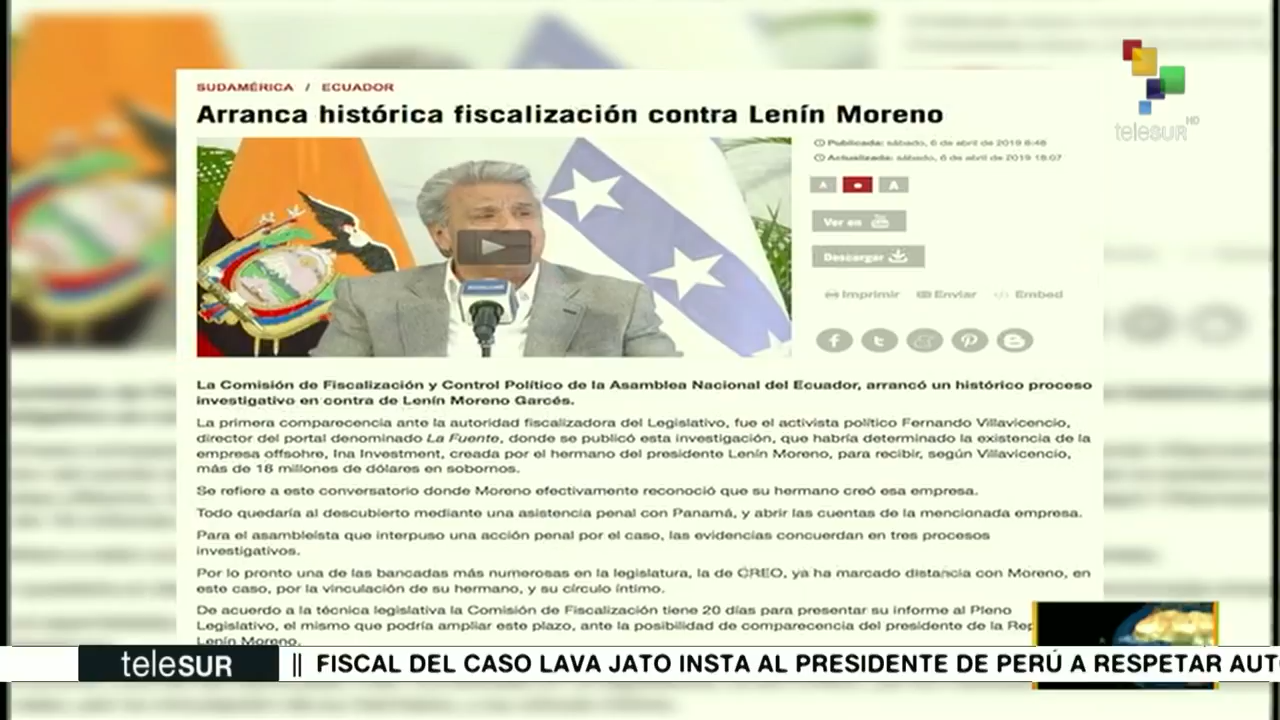 SUDAMÉRICA / ECUADOR
Arranca histórica fiscalización contra Lenín Moreno
Publicada: sábado, 6 de abril de 2019 6:48
Actualizada: sábado, 6 de abril de 2019 18:07
A A
Ver en You Tube
Descargar
Imprimir Enviar Embed
La Comisión de Fiscalización y Control Político de la Asamblea Nacional del Ecuador, arrancó un histórico proceso
investigativo en contra de Lenín Moreno Garcés.
La primera comparecencia ante la autoridad fiscalizadora del Legislativo, fue el activista político Fernando Villavicencio,
director del portal denominado La Fuente, donde se publicó esta investigación, que habría determinado la existencia de la
empresa offsohre, Ina Investment, creada por el hermano del presidente Lenín Moreno, para recibir, según Villavicencio,
más de 18 millones de dólares en sobornos.
Se refiere a este conversatorio donde Moreno efectivamente reconoció que su hermano creó esa empresa.
Todo quedaría al descubierto mediante una asistencia penal con Panamá, y abrir las cuentas de la mencionada empresa.
Para el asambleísta que interpuso una acción penal por el caso, las evidencias concuerdan en tres procesos
investigativos.
Por lo pronto una de las bancadas más numerosas en la legislatura, la de CREO, ya ha marcado distancia con Moreno, en
este caso, por la vinculación de su hermano, y su círculo íntimo.
De acuerdo a la técnica legislativa la Comisión de Fiscalización tiene 20 días para presentar su informe al Pleno
Legislativo, el mismo que podría ampliar este plazo, ante la posibilidad de comparecencia del presidente de la Rep
Lenín Moreno.
teleSUR HD
teleSUR || FISCAL DEL CASO LAVA JATO INSTA AL PRESIDENTE DE PERÚ A RESPETAR AUTO